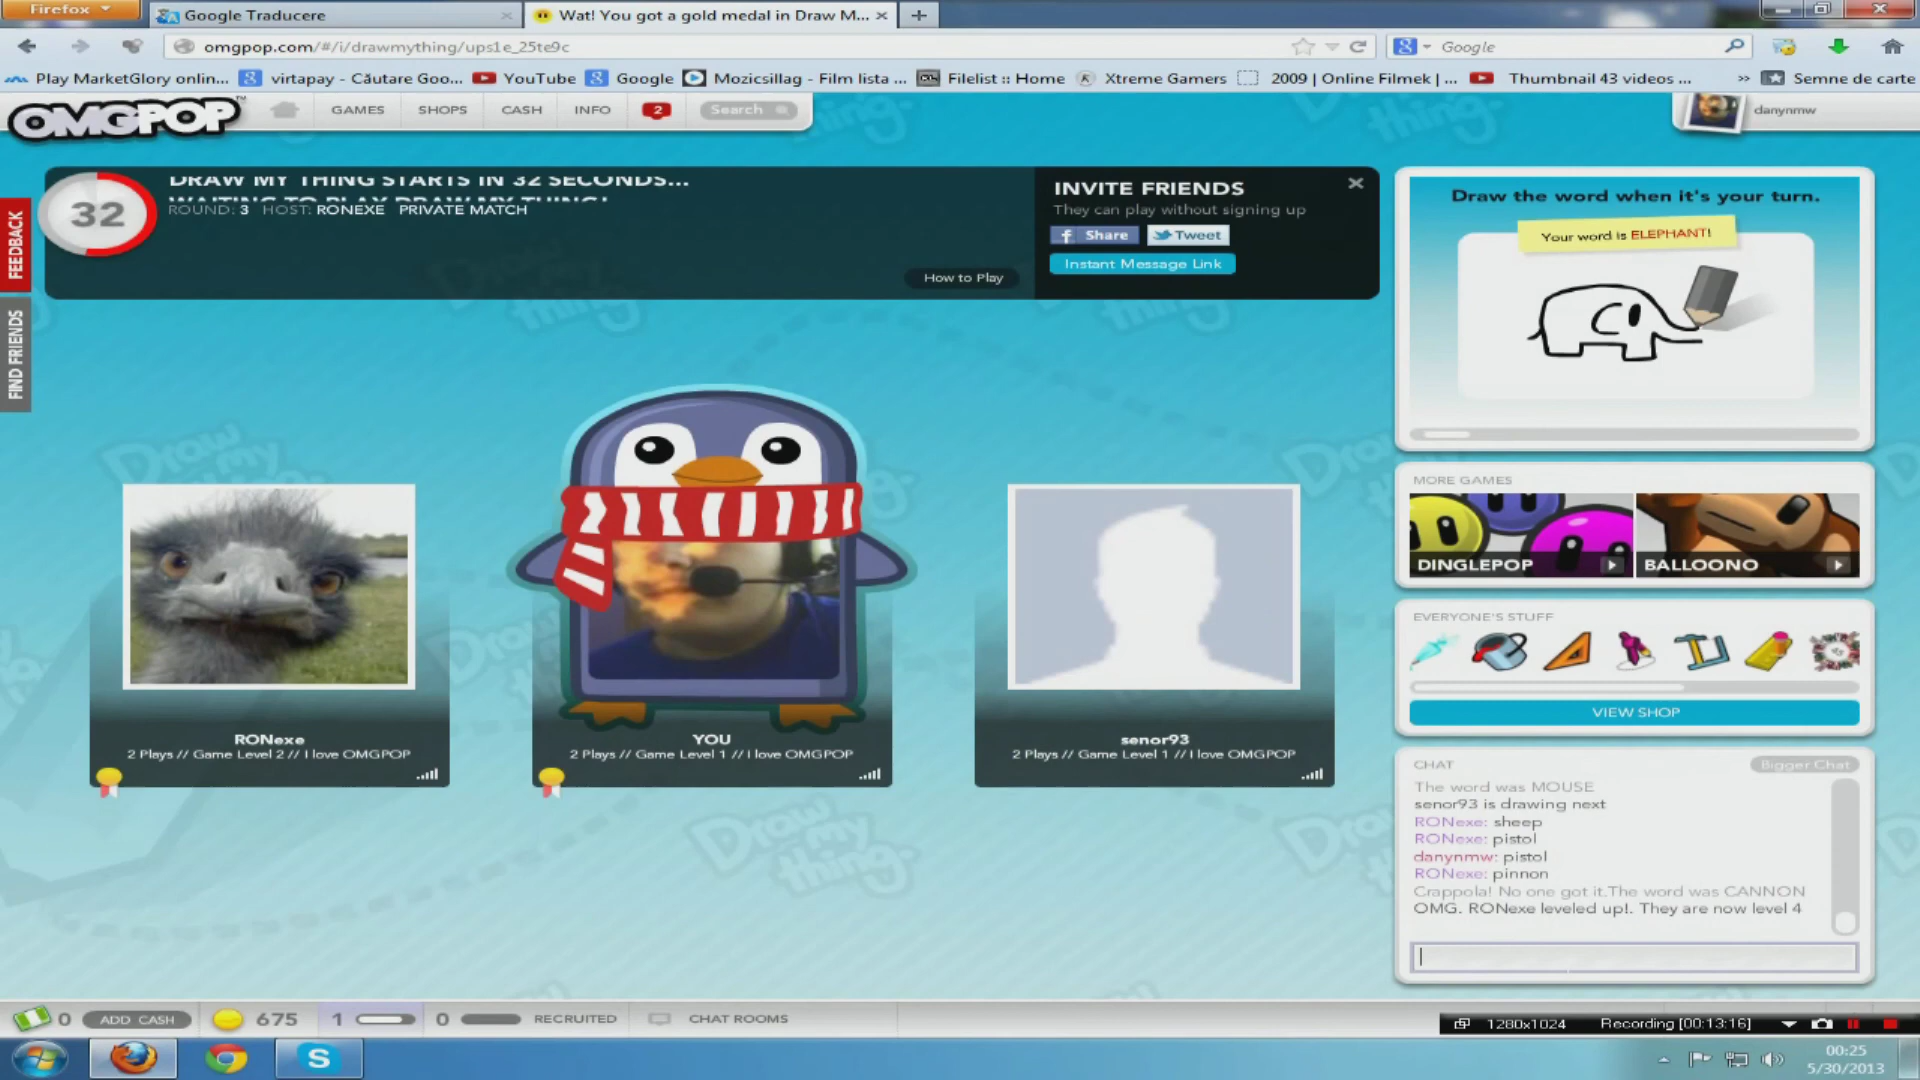 Firefox
Google Traducere
Wat! You got a gold medal in Draw M...
omgpop.com/#/i/drawmything/ups1e_25te9c
Google
Play MarketGlory onlin...
virtapay - Căutare Goo...
YouTube
Google
Mozicsillag - Film lista ...
Filelist :: Home
Xtreme Gamers
2009 | Online Filmek | ...
Thumbnail 43 videos ...
Semne de carte
OMGPOP
GAMES
SHOPS
CASH
INFO
2
Search
danynmw
FEEDBACK
FIND FRIENDS
32
DRAW MY THING STARTS IN 32 SECONDS...
WAITING TO PLAY DRAW MY THING!
ROUND: 3 HOST: RONEXE PRIVATE MATCH
How to Play
INVITE FRIENDS
They can play without signing up
Share
Tweet
Instant Message Link
Draw the word when it's your turn.
Your word is ELEPHANT!
RONexe
2 Plays // Game Level 2 // I love OMGPOP
YOU
2 Plays // Game Level 1 // I love OMGPOP
senor93
2 Plays // Game Level 1 // I love OMGPOP
MORE GAMES
DINGLEPOP
BALLOONO
EVERYONE'S STUFF
VIEW SHOP
CHAT
Bigger Chat
The word was MOUSE
senor93 is drawing next
RONexe: sheep
RONexe: pistol
danynmw: pistol
RONexe: pinnon
Crappola! No one got it.The word was CANNON
OMG. RONexe leveled up!. They are now level 4
0
ADD CASH
675
1
0
RECRUITED
CHAT ROOMS
1280x1024
Recording [00:13:16]
00:25
5/30/2013
Draw my thing